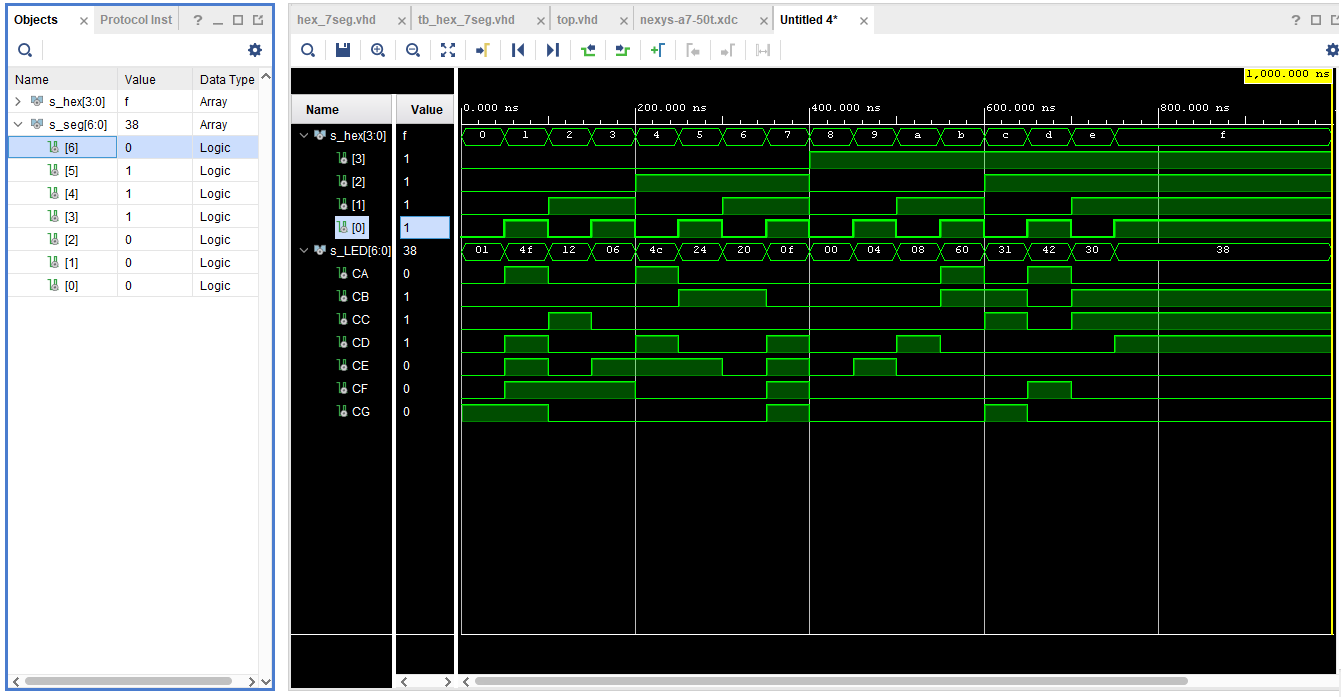 Objects × Protocol Inst ?
Name Value Data Type
s_hex[3:0] f Array
s_seg[6:0] 38 Array
[6] 0 Logic
[5] 1 Logic
[4] 1 Logic
[3] 1 Logic
[2] 0 Logic
[1] 0 Logic
[0] 0 Logic
hex_7seg.vhd × tb_hex_7seg.vhd × top.vhd × nexys-a7-50t.xdc × Untitled 4* × ?
1,000.000 ns
Name Value 0.000 ns 200.000 ns 400.000 ns 600.000 ns 800.000 ns
s_hex[3:0] f 0 1 2 3 4 5 6 7 8 9 a b c d e f
[3] 1
[2] 1
[1] 1
[0] 1
s_LED[6:0] 38 01 4f 12 06 4c 24 20 0f 00 04 08 60 31 42 30 38
CA 0
CB 1
CC 1
CD 1
CE 0
CF 0
CG 0